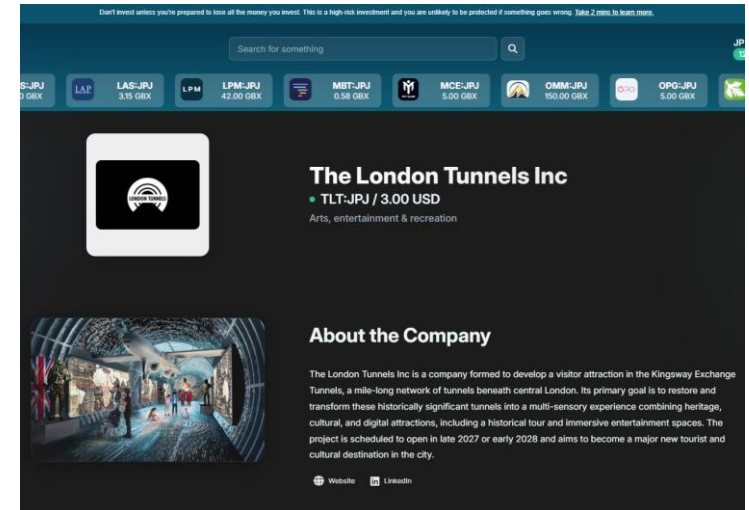 Don't invest unless you're prepared to lose all the money you invest. This is a high-risk investment and you are unlikely to be protected if something goes wrong. Take 2 mins to learn more.
Search for something
JP
S:JPJ
0 GBX
LAP
LAS:JPJ
3.15 GBX
LPM
LPM:JPJ
42.00 GBX
MBT:JPJ
0.58 GBX
MCE:JPJ
5.00 GBX
OMM:JPJ
150.00 GBX
OPG
OPG:JPJ
5.00 GBX
LONDON TUNNELS
The London Tunnels Inc
TLT:JPJ / 3.00 USD
Arts, entertainment & recreation
About the Company
The London Tunnels Inc is a company formed to develop a visitor attraction in the Kingsway Exchange
Tunnels, a mile-long network of tunnels beneath central London. Its primary goal is to restore and
transform these historically significant tunnels into a multi-sensory experience combining heritage,
cultural, and digital attractions, including a historical tour and immersive entertainment spaces. The
project is scheduled to open in late 2027 or early 2028 and aims to become a major new tourist and
cultural destination in the city.
Website
LinkedIn